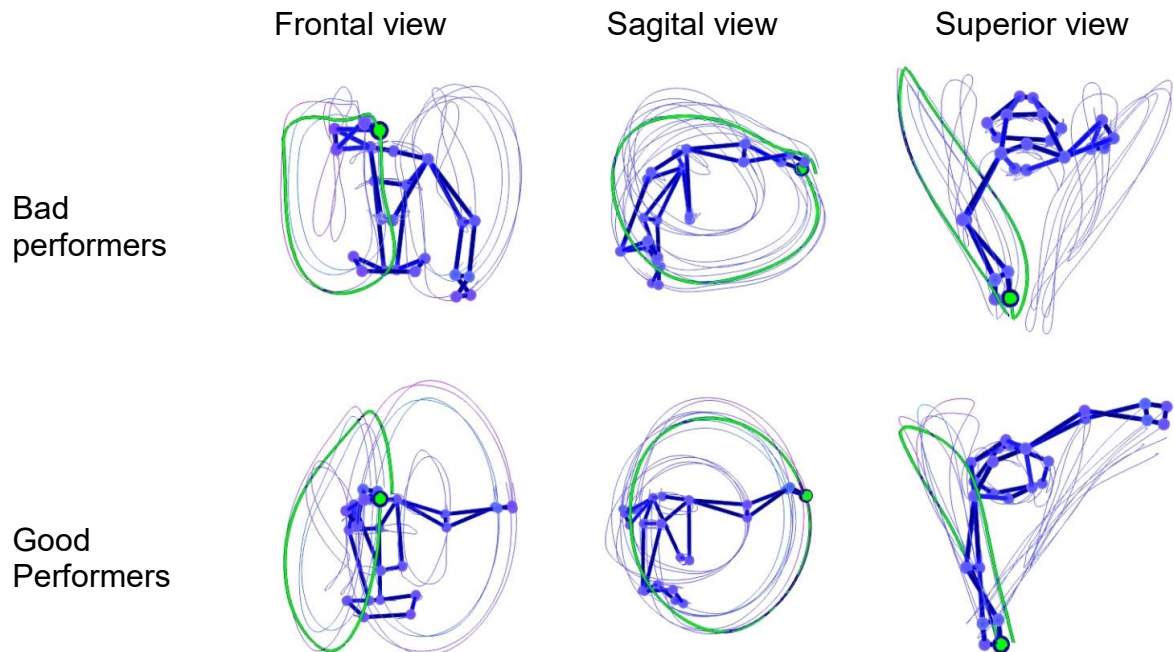 Frontal view
Sagital view
Superior view
Bad
performers
Good
Performers